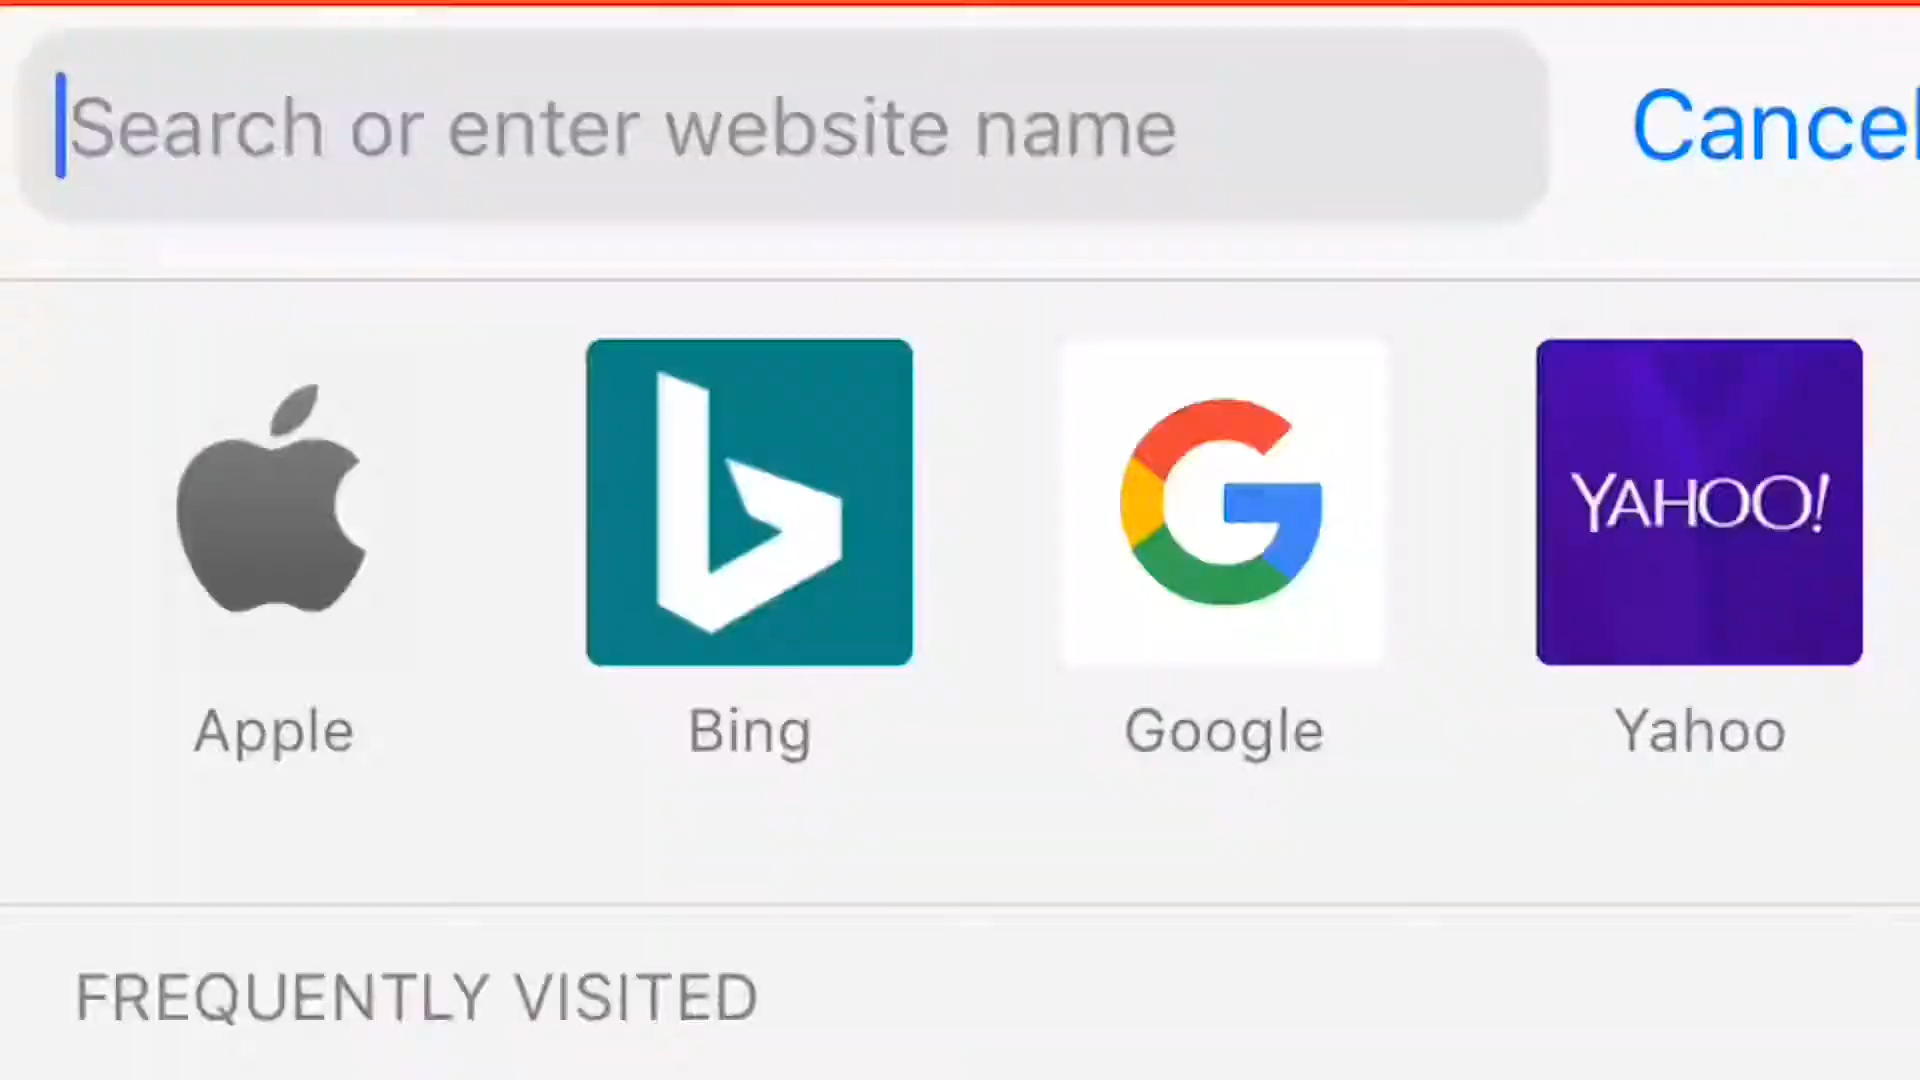 Search or enter website name
Cancel
YAHOO!
Apple
Bing
Google
Yahoo
FREQUENTLY VISITED